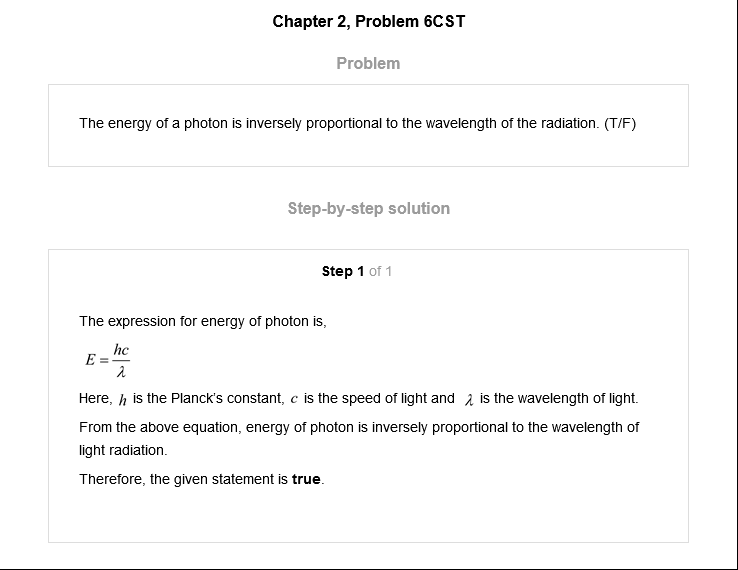 Chapter 2, Problem 6CST
Problem
The energy of a photon is inversely proportional to the wavelength of the radiation. (T/F)
Step-by-step solution
Step 1 of 1
The expression for energy of photon is,
E = hc/λ
Here, h is the Planck's constant, c is the speed of light and λ is the wavelength of light.
From the above equation, energy of photon is inversely proportional to the wavelength of
light radiation.
Therefore, the given statement is true.